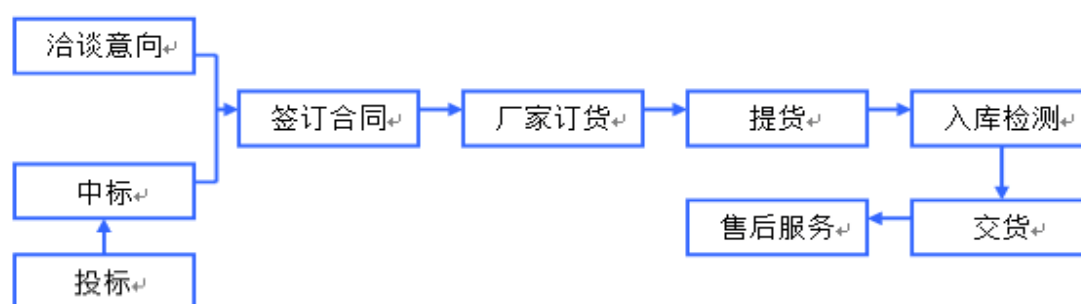 洽谈意向
签订合同
厂家订货
提货
入库检测
中标
售后服务
交货
投标